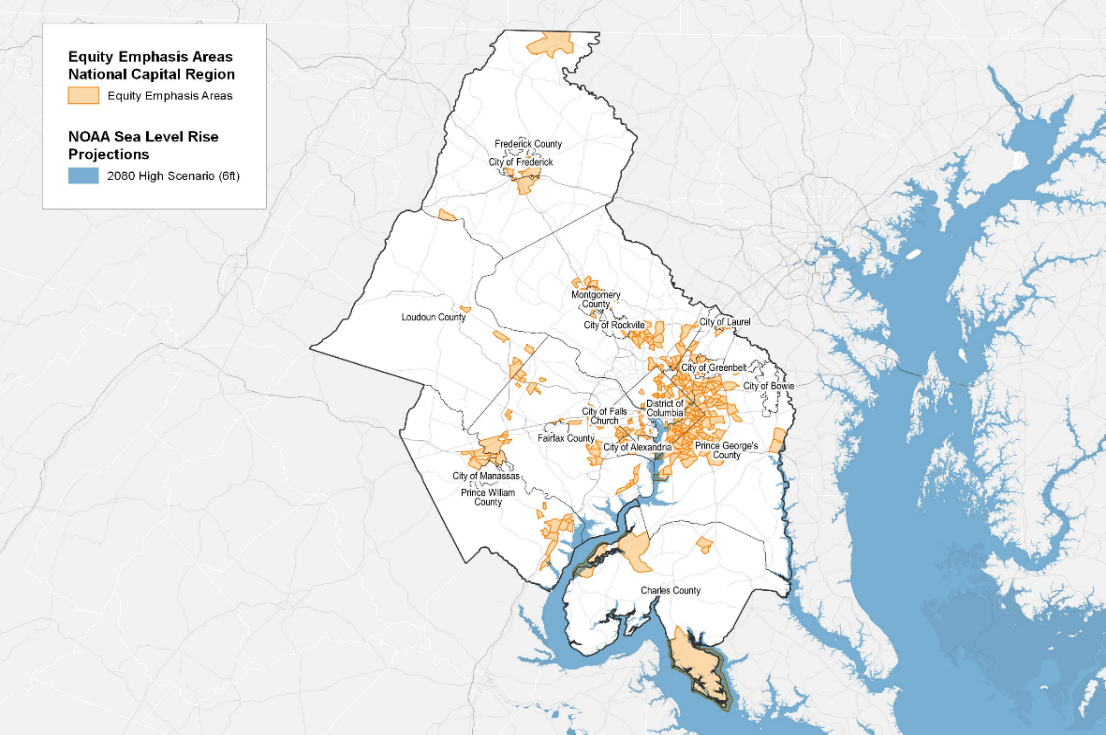 Equity Emphasis Areas
National Capital Region
Equity Emphasis Areas
NOAA Sea Level Rise
Projections
2080 High Scenario (6ft)
Frederick County
City of Frederick
Montgomery
County
Loudoun County
City of Rockville
City of Laurel
City of Greenbelt
City of Bowie
District of
Columbia
City of Falls
Church
Fairfax County
City of Alexandria
Prince George's
County
City of Manassas
Prince William
County
Charles County